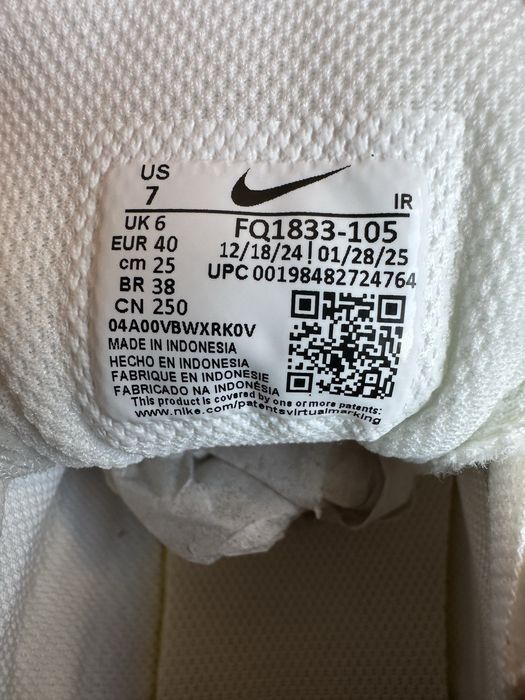 US
7
IR
UK 6
FQ1833-105
EUR 40
12/18/24 | 01/28/25
cm 25
UPC 00198482724764
BR 38
CN 250
04A00VBWXRK0V
MADE IN INDONESIA
HECHO EN INDONESIA
FABRIQUE EN INDONESIE
FABRICADO NA INDONÉSIA
This product is covered by one or more patents:
www.nike.com/patentsvirtualmarking